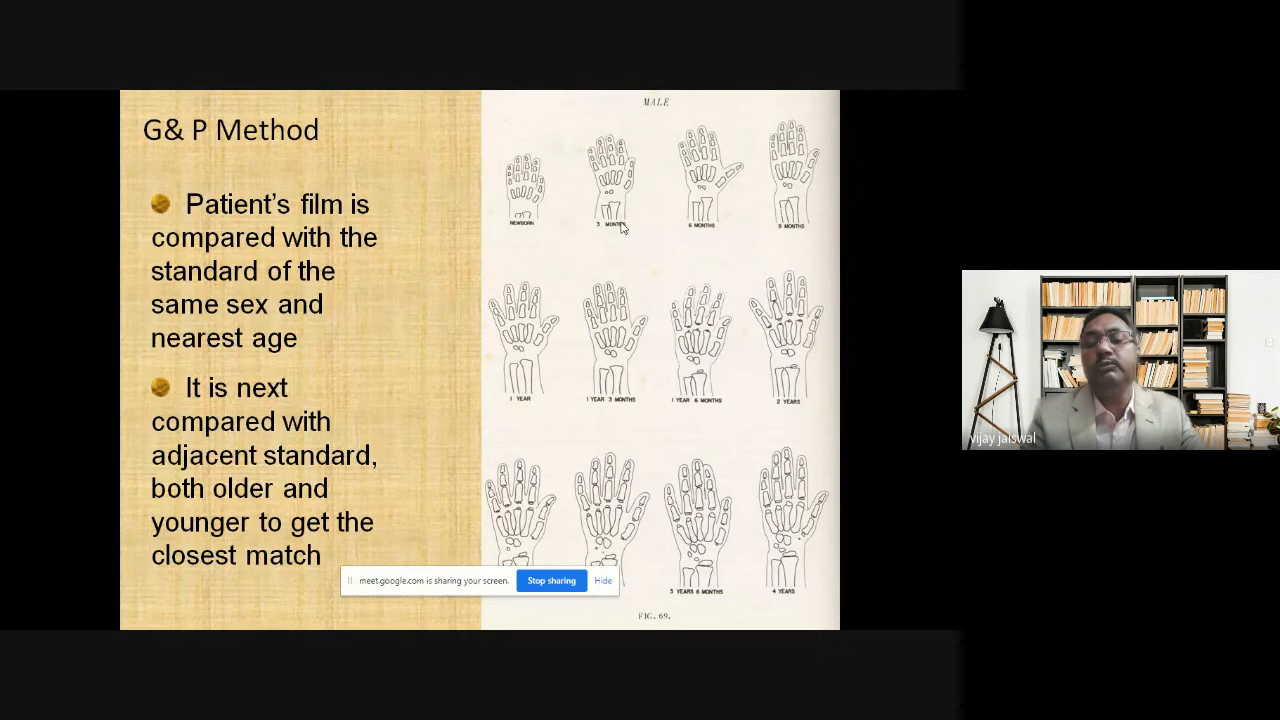 G& P Method
Patient's film is
compared with the
standard of the
same sex and
nearest age
It is next
compared with
adjacent standard,
both older and
younger to get the
closest match
MALE
NEWBORN
3 MONTHS
6 MONTHS
9 MONTHS
1 YEAR
1 YEAR 3 MONTHS
1 YEAR 6 MONTHS
2 YEARS
3 YEARS 6 MONTHS
4 YEARS
FIG. 69.
meet.google.com is sharing your screen.
Stop sharing
Hide
vijay jaiswal